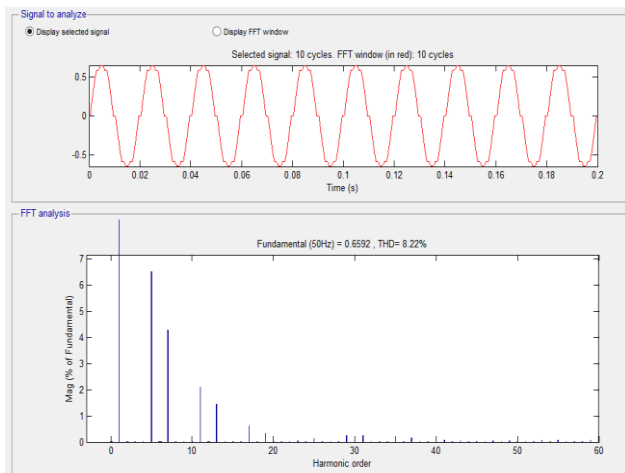 Signal to analyze
Display selected signal Display FFT window
Selected signal: 10 cycles. FFT window (in red): 10 cycles
0.5
0
-0.5
0 0.02 0.04 0.06 0.08 0.1 0.12 0.14 0.16 0.18 0.2
Time (s)
FFT analysis
Fundamental (50Hz) = 0.6592 , THD= 8.22%
Mag (% of Fundamental)
7
6
5
4
3
2
1
0
0 10 20 30 40 50 60
Harmonic order